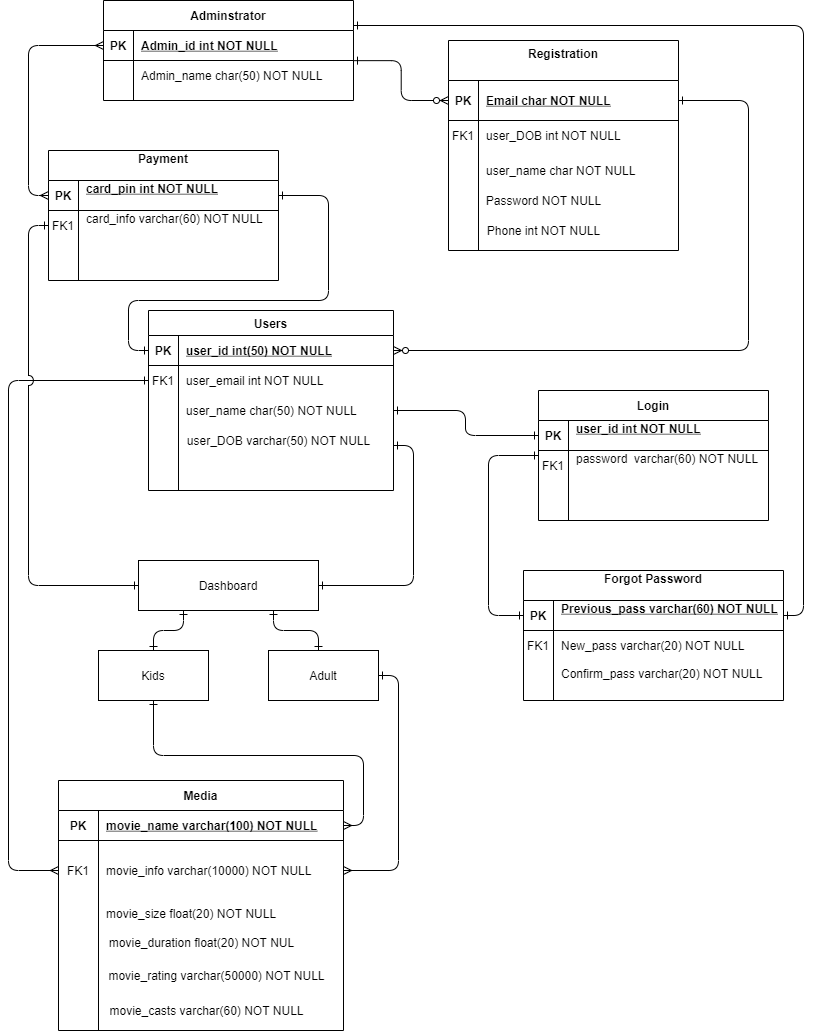 Adminstrator
PK Admin_id int NOT NULL
Admin_name char(50) NOT NULL
Registration
PK Email char NOT NULL
FK1 user_DOB int NOT NULL
user_name char NOT NULL
Password NOT NULL
Phone int NOT NULL
Payment
PK card_pin int NOT NULL
FK1 card_info varchar(60) NOT NULL
Users
PK user_id int(50) NOT NULL
FK1 user_email int NOT NULL
user_name char(50) NOT NULL
user_DOB varchar(50) NOT NULL
Login
PK user_id int NOT NULL
FK1 password varchar(60) NOT NULL
Dashboard
Forgot Password
PK Previous_pass varchar(60) NOT NULL
FK1 New_pass varchar(20) NOT NULL
Confirm_pass varchar(20) NOT NULL
Kids
Adult
Media
PK movie_name varchar(100) NOT NULL
FK1 movie_info varchar(10000) NOT NULL
movie_size float(20) NOT NULL
movie_duration float(20) NOT NUL
movie_rating varchar(50000) NOT NULL
movie_casts varchar(60) NOT NULL